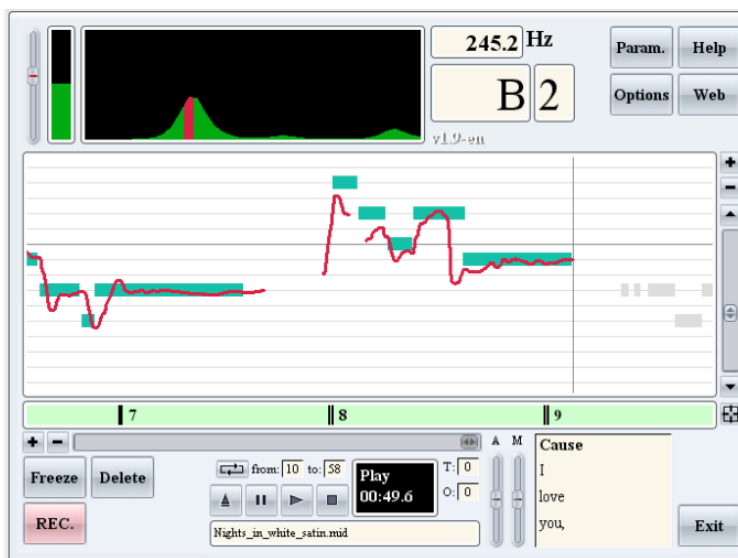 245.2 Hz
B 2
v1.9-en
Param. Help
Options Web
+
-
7 8 9
+ -
A M
Freeze Delete
from: 10 to: 58
Play
00:49.6
T: 0
O: 0
REC.
Nights_in_white_satin.mid
Cause
I
love
you,
Exit